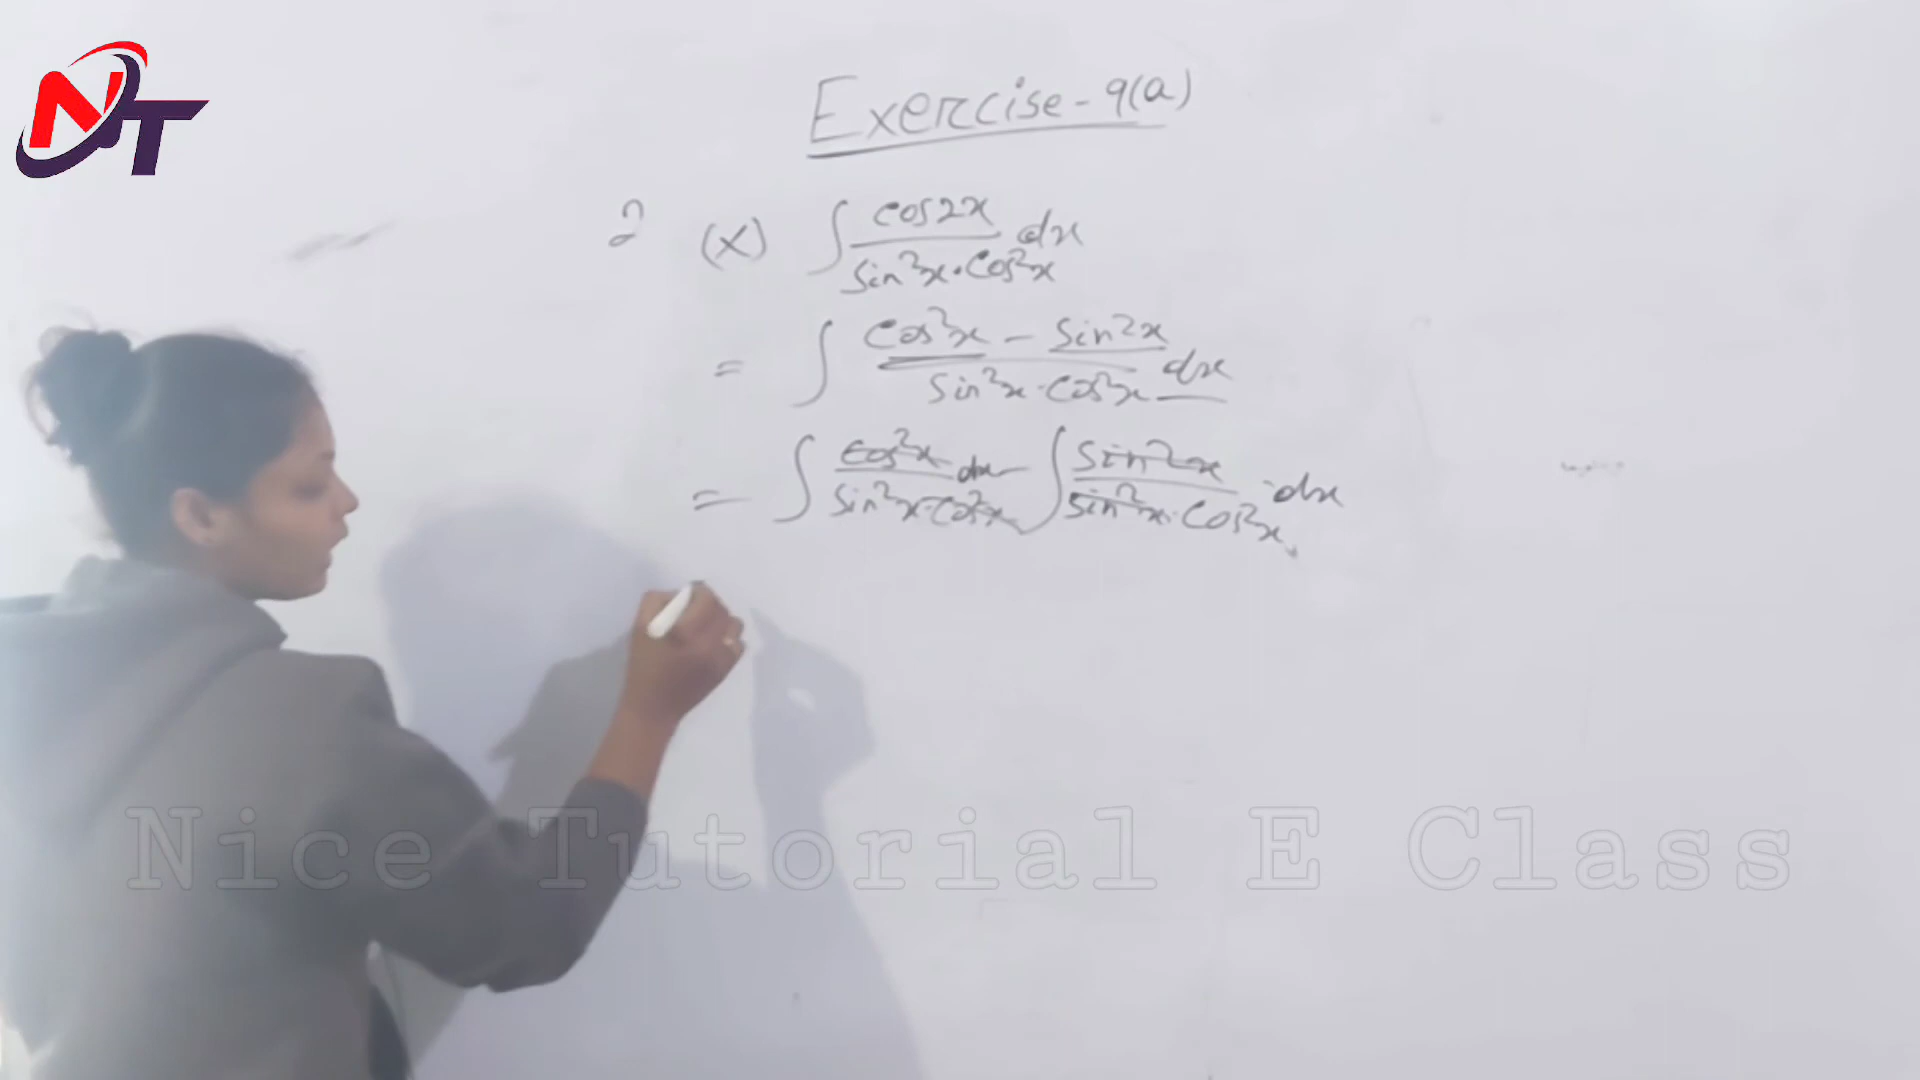 NT
Exercise - 9(a)
2 (x) ∫ cos2x / sin²x · cos²x dx
= ∫ cos²x - sin²x / sin²x · cos²x dx
= ∫ cos²x / sin²x · cos²x dx - ∫ sin²x / sin²x · cos²x · dx
Nice Tutorial E Class